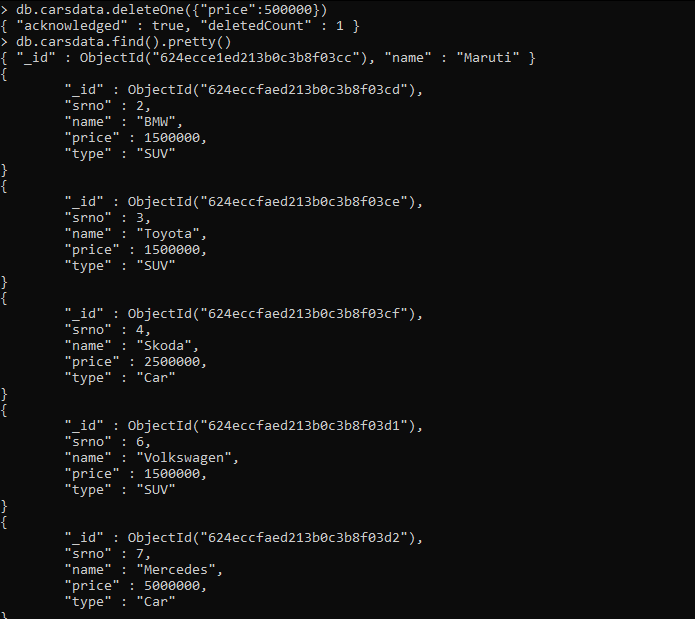 > db.carsdata.deleteOne({"price":500000})
{ "acknowledged" : true, "deletedCount" : 1 }
> db.carsdata.find().pretty()
{ "_id" : ObjectId("624ecce1ed213b0c3b8f03cc"), "name" : "Maruti" }
{
"_id" : ObjectId("624eccfaed213b0c3b8f03cd"),
"srno" : 2,
"name" : "BMW",
"price" : 1500000,
"type" : "SUV"
}
{
"_id" : ObjectId("624eccfaed213b0c3b8f03ce"),
"srno" : 3,
"name" : "Toyota",
"price" : 1500000,
"type" : "SUV"
}
{
"_id" : ObjectId("624eccfaed213b0c3b8f03cf"),
"srno" : 4,
"name" : "Skoda",
"price" : 2500000,
"type" : "Car"
}
{
"_id" : ObjectId("624eccfaed213b0c3b8f03d1"),
"srno" : 6,
"name" : "Volkswagen",
"price" : 1500000,
"type" : "SUV"
}
{
"_id" : ObjectId("624eccfaed213b0c3b8f03d2"),
"srno" : 7,
"name" : "Mercedes",
"price" : 5000000,
"type" : "Car"
}